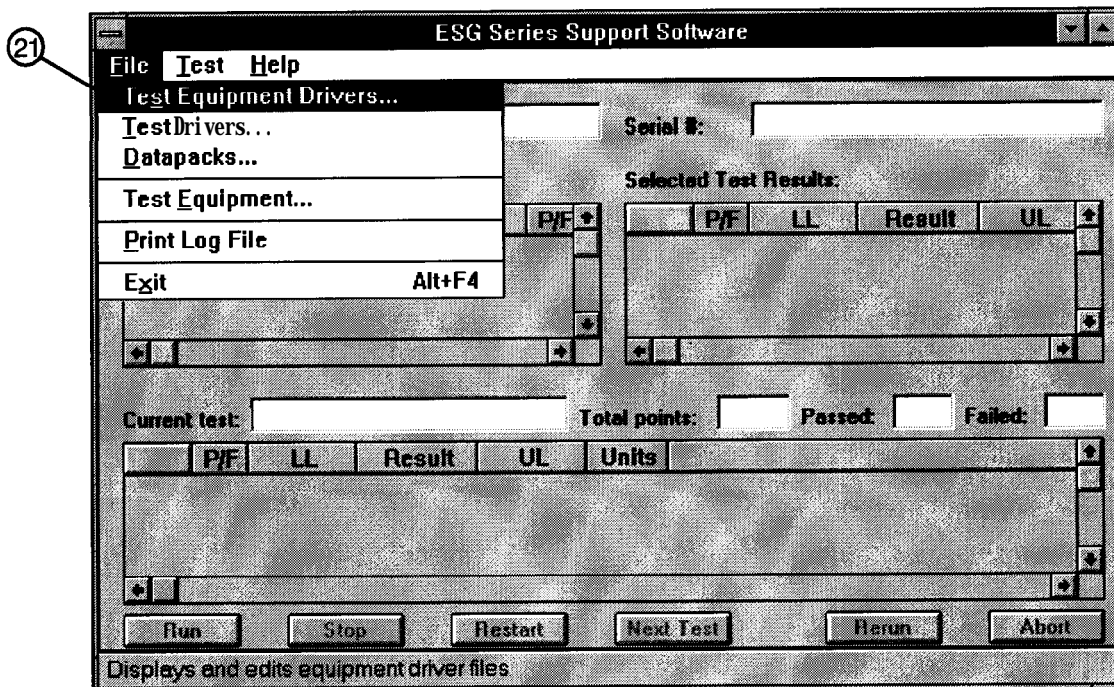 21
ESG Series Support Software
File Test Help
Test Equipment Drivers...
TestDrivers...
Datapacks...
Test Equipment...
Print Log File
Exit Alt+F4
Serial #:
Selected Test Results:
P/F
P/F LL Result UL
Current test: Total points: Passed: Failed:
P/F LL Result UL Units
Run Stop Restart Next Test Rerun Abort
Displays and edits equipment driver files